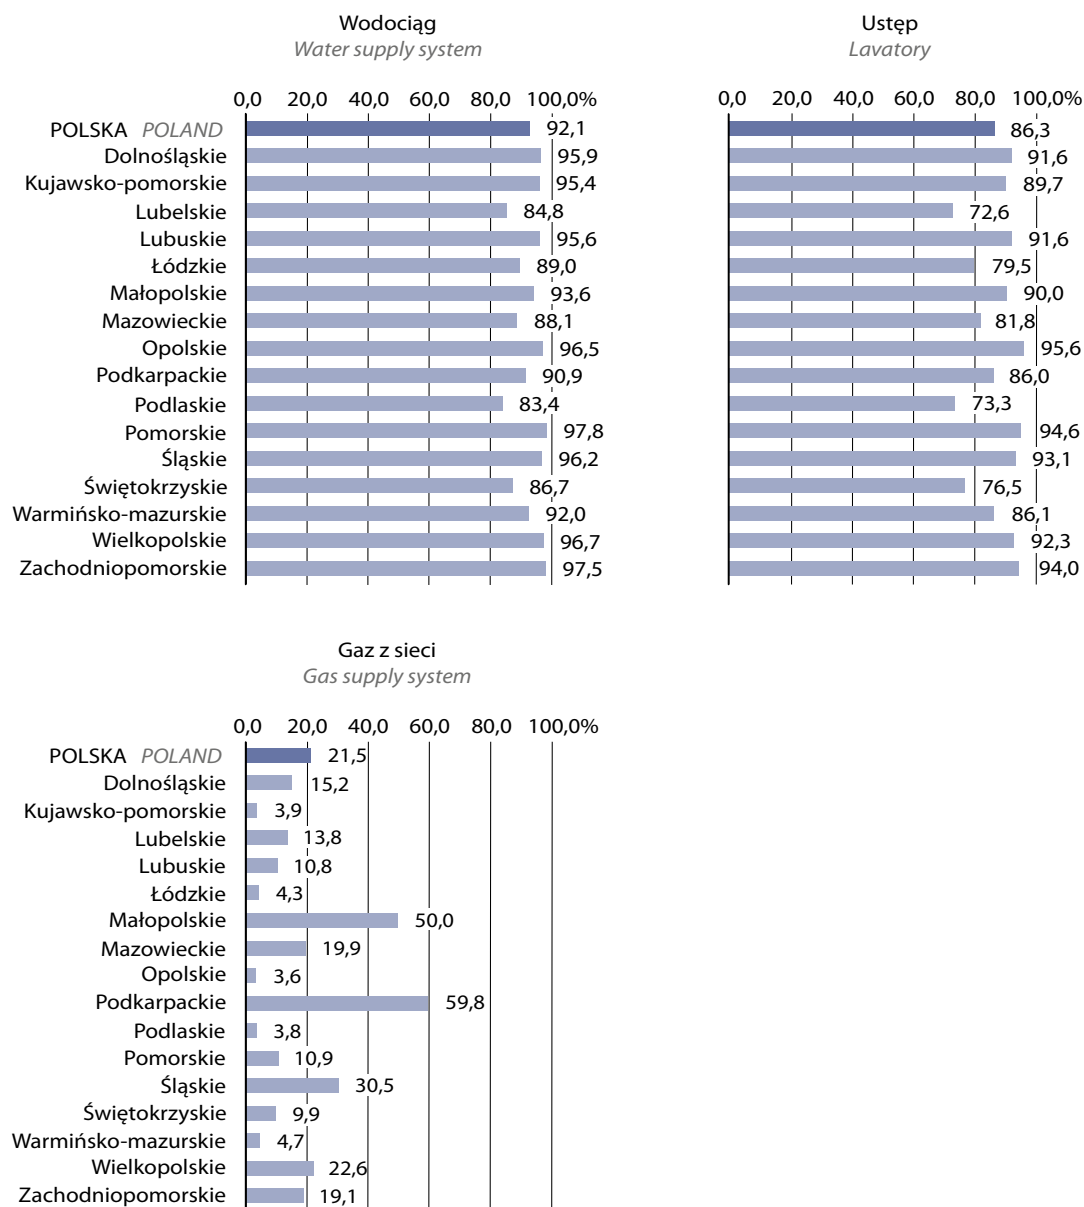 Wodociąg
Water supply system
0,0 20,0 40,0 60,0 80,0 100,0%
POLSKA POLAND 92,1
Dolnośląskie 95,9
Kujawsko-pomorskie 95,4
Lubelskie 84,8
Lubuskie 95,6
Łódzkie 89,0
Małopolskie 93,6
Mazowieckie 88,1
Opolskie 96,5
Podkarpackie 90,9
Podlaskie 83,4
Pomorskie 97,8
Śląskie 96,2
Świętokrzyskie 86,7
Warmińsko-mazurskie 92,0
Wielkopolskie 96,7
Zachodniopomorskie 97,5
Ustęp
Lavatory
0,0 20,0 40,0 60,0 80,0 100,0%
86,3
91,6
89,7
72,6
91,6
79,5
90,0
81,8
95,6
86,0
73,3
94,6
93,1
76,5
86,1
92,3
94,0
Gaz z sieci
Gas supply system
0,0 20,0 40,0 60,0 80,0 100,0%
POLSKA POLAND 21,5
Dolnośląskie 15,2
Kujawsko-pomorskie 3,9
Lubelskie 13,8
Lubuskie 10,8
Łódzkie 4,3
Małopolskie 50,0
Mazowieckie 19,9
Opolskie 3,6
Podkarpackie 59,8
Podlaskie 3,8
Pomorskie 10,9
Śląskie 30,5
Świętokrzyskie 9,9
Warmińsko-mazurskie 4,7
Wielkopolskie 22,6
Zachodniopomorskie 19,1